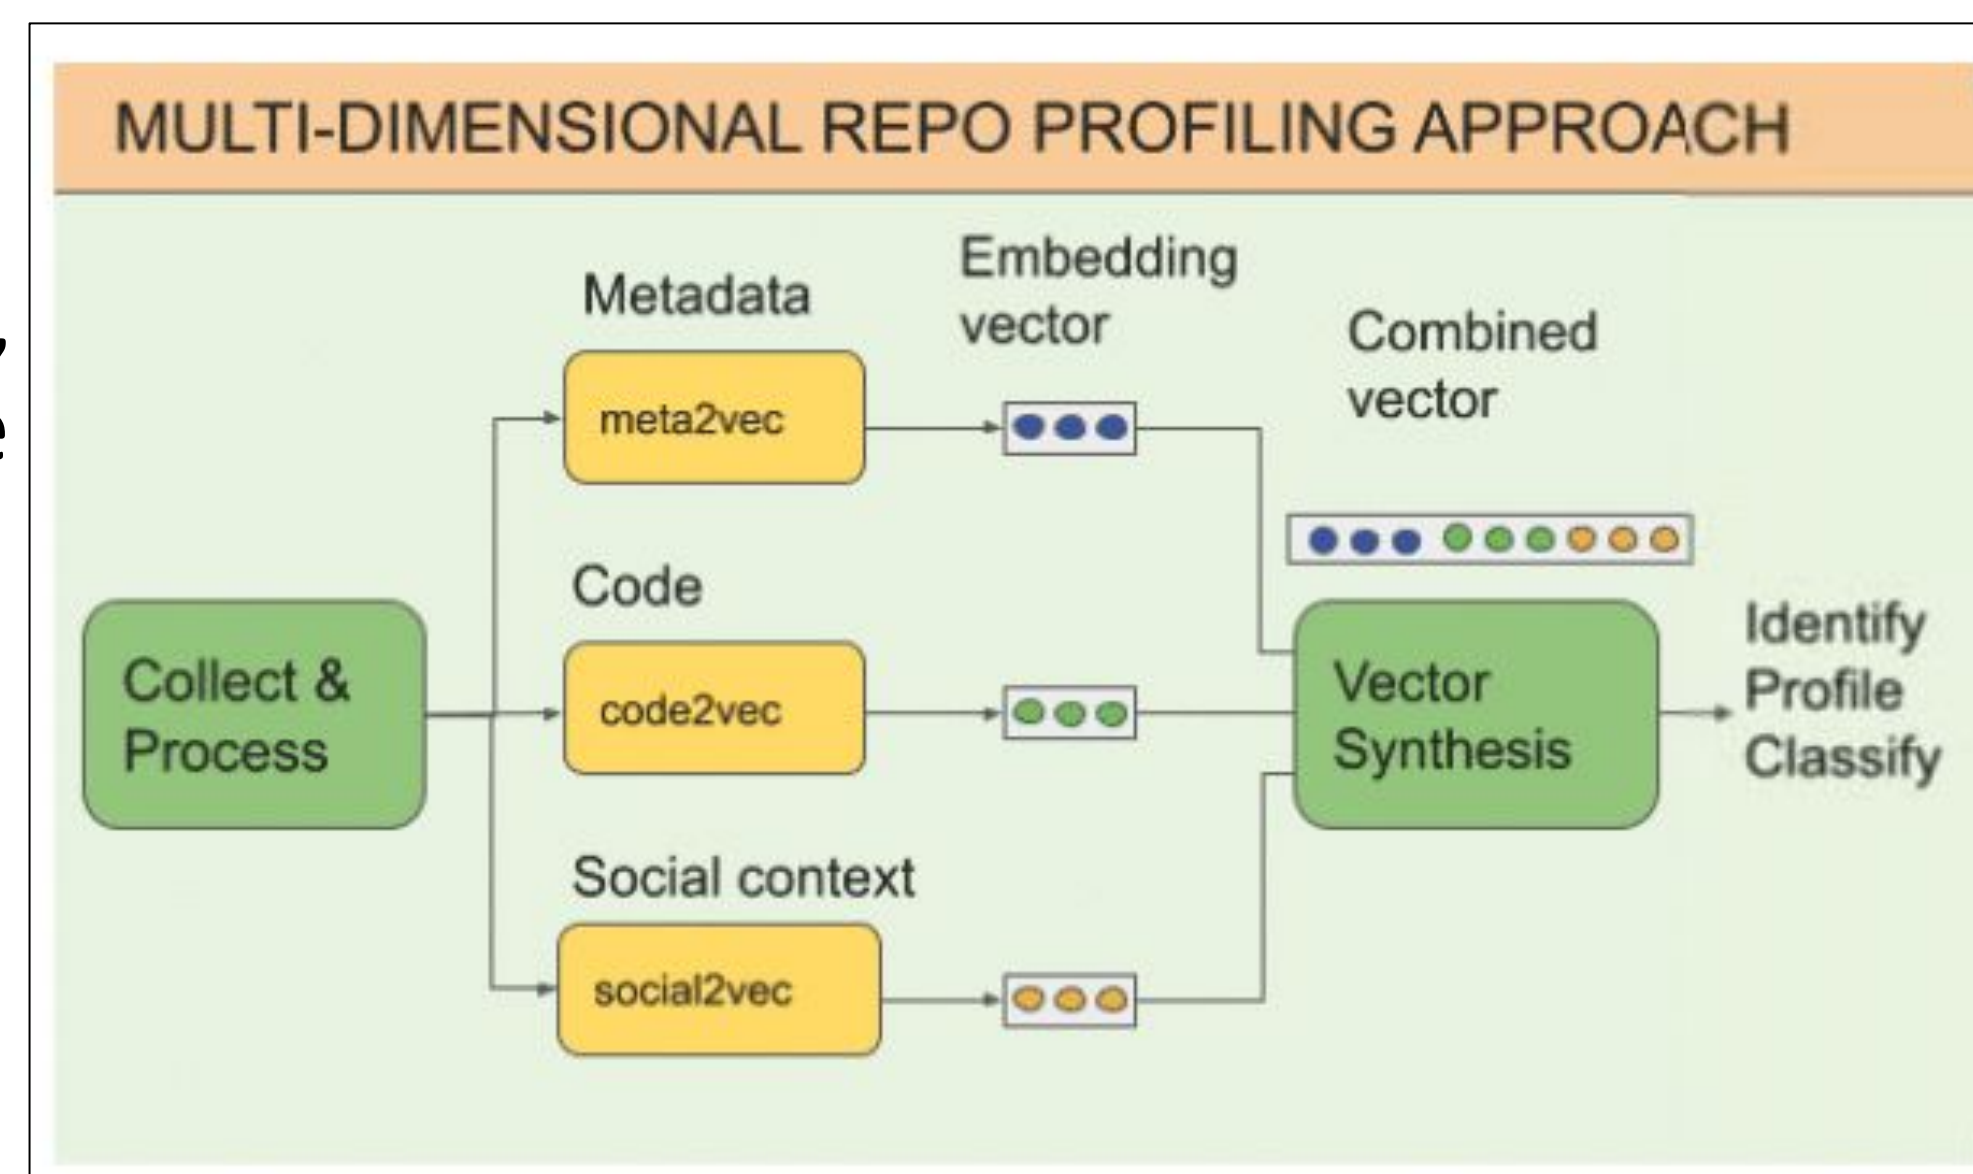 MULTI-DIMENSIONAL REPO PROFILING APPROACH
Metadata
meta2vec
Embedding
vector
Combined
vector
Collect &
Process
Code
code2vec
Social context
social2vec
Vector
Synthesis
Identify
Profile
Classify